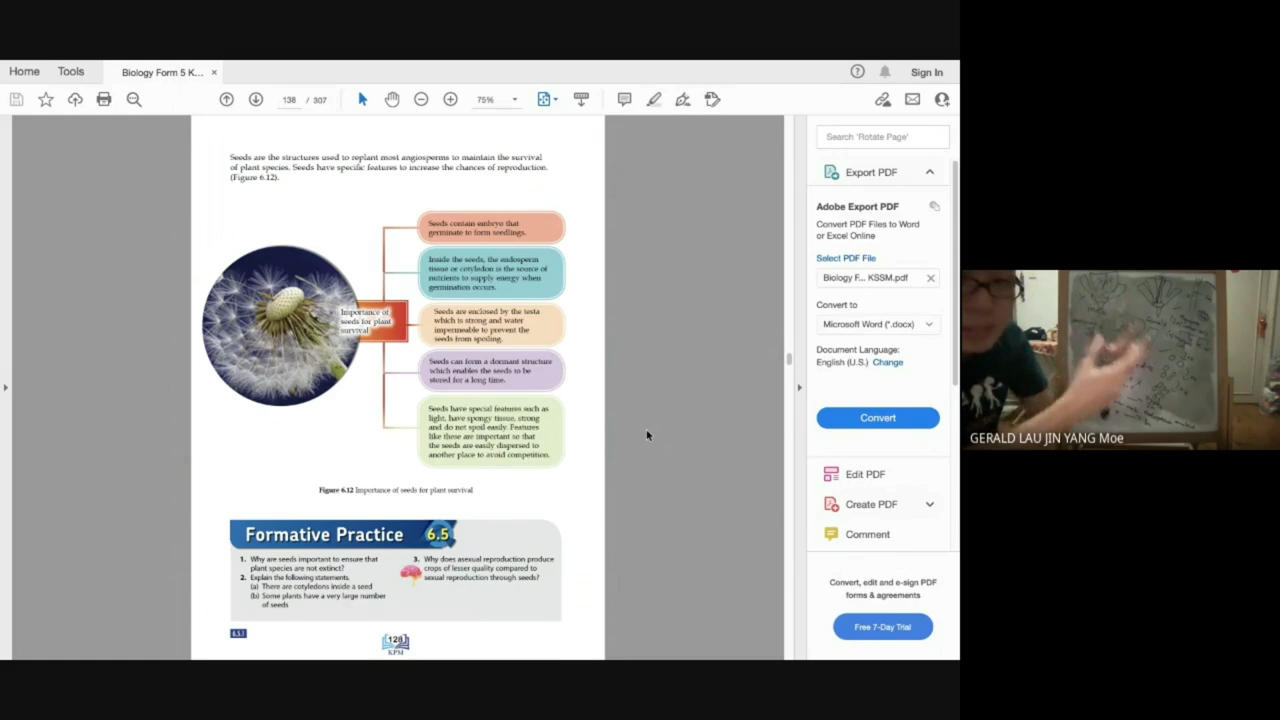 Home
Tools
Biology Form 5 K...
Sign In
138 / 307
75%
Seeds are the structures used to replant most angiosperms to maintain the survival
of plant species. Seeds have specific features to increase the chances of reproduction.
(Figure 6.12).
Seeds contain embryo that
germinate to form seedlings.
Inside the seeds, the endosperm
tissue or cotyledon is the source of
nutrients to supply energy when
germination occurs.
Importance of
seeds for plant
survival
Seeds are enclosed by the testa
which is strong and water
impermeable to prevent the
seeds from spoiling.
Seeds can form a dormant structure
which enables the seeds to be
stored for a long time.
Seeds have special features such as
light, have spongy tissue, strong
and do not spoil easily. Features
like these are important so that
the seeds are easily dispersed to
another place to avoid competition.
Figure 6.12 Importance of seeds for plant survival
Formative Practice 6.5
1. Why are seeds important to ensure that
plant species are not extinct?
2. Explain the following statements.
(a) There are cotyledons inside a seed
(b) Some plants have a very large number
of seeds
3. Why does asexual reproduction produce
crops of lesser quality compared to
sexual reproduction through seeds?
6.5.1
128
KPM
Search 'Rotate Page'
Export PDF
Adobe Export PDF
Convert PDF Files to Word
or Excel Online
Select PDF File
Biology F... KSSM.pdf
Convert to
Microsoft Word (*.docx)
Document Language:
English (U.S.) Change
Convert
Edit PDF
Create PDF
Comment
Convert, edit and e-sign PDF
forms & agreements
Free 7-Day Trial
GERALD LAU JIN YANG Moe